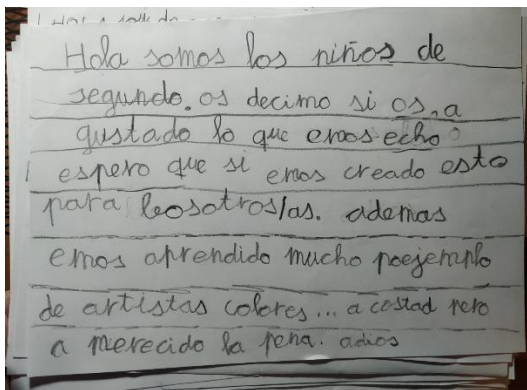 Hola somos los niños de
segundo. os decimo si os a
gustado lo que emos echo
espero que si emos creado esto
para bosotros/as. ademas
emos aprendido mucho poejemplo
de artistas colores... a costad pero
a merecido la pena. adios